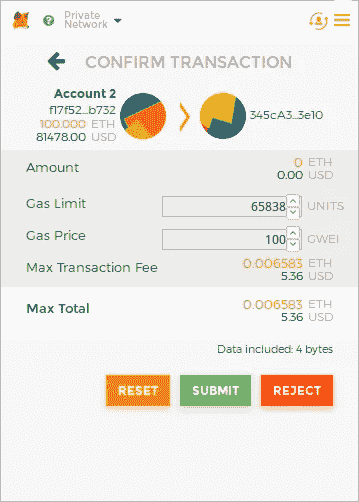 Private
Network
CONFIRM TRANSACTION
Account 2
f17f52...b732
100.000 ETH
81478.00 USD
345cA3...3e10
Amount
0 ETH
0.00 USD
Gas Limit
65838 UNITS
Gas Price
100 GWEI
Max Transaction Fee
0.006583 ETH
5.36 USD
Max Total
0.006583 ETH
5.36 USD
Data included: 4 bytes
RESET SUBMIT REJECT